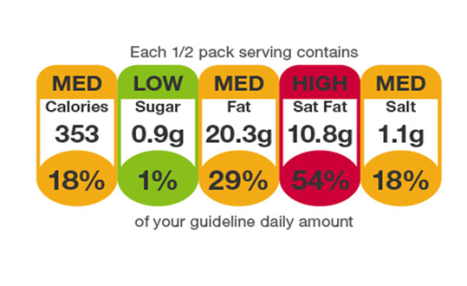 Each 1/2 pack serving contains
MED LOW MED HIGH MED
Calories Sugar Fat Sat Fat Salt
353 0.9g 20.3g 10.8g 1.1g
18% 1% 29% 54% 18%
of your guideline daily amount